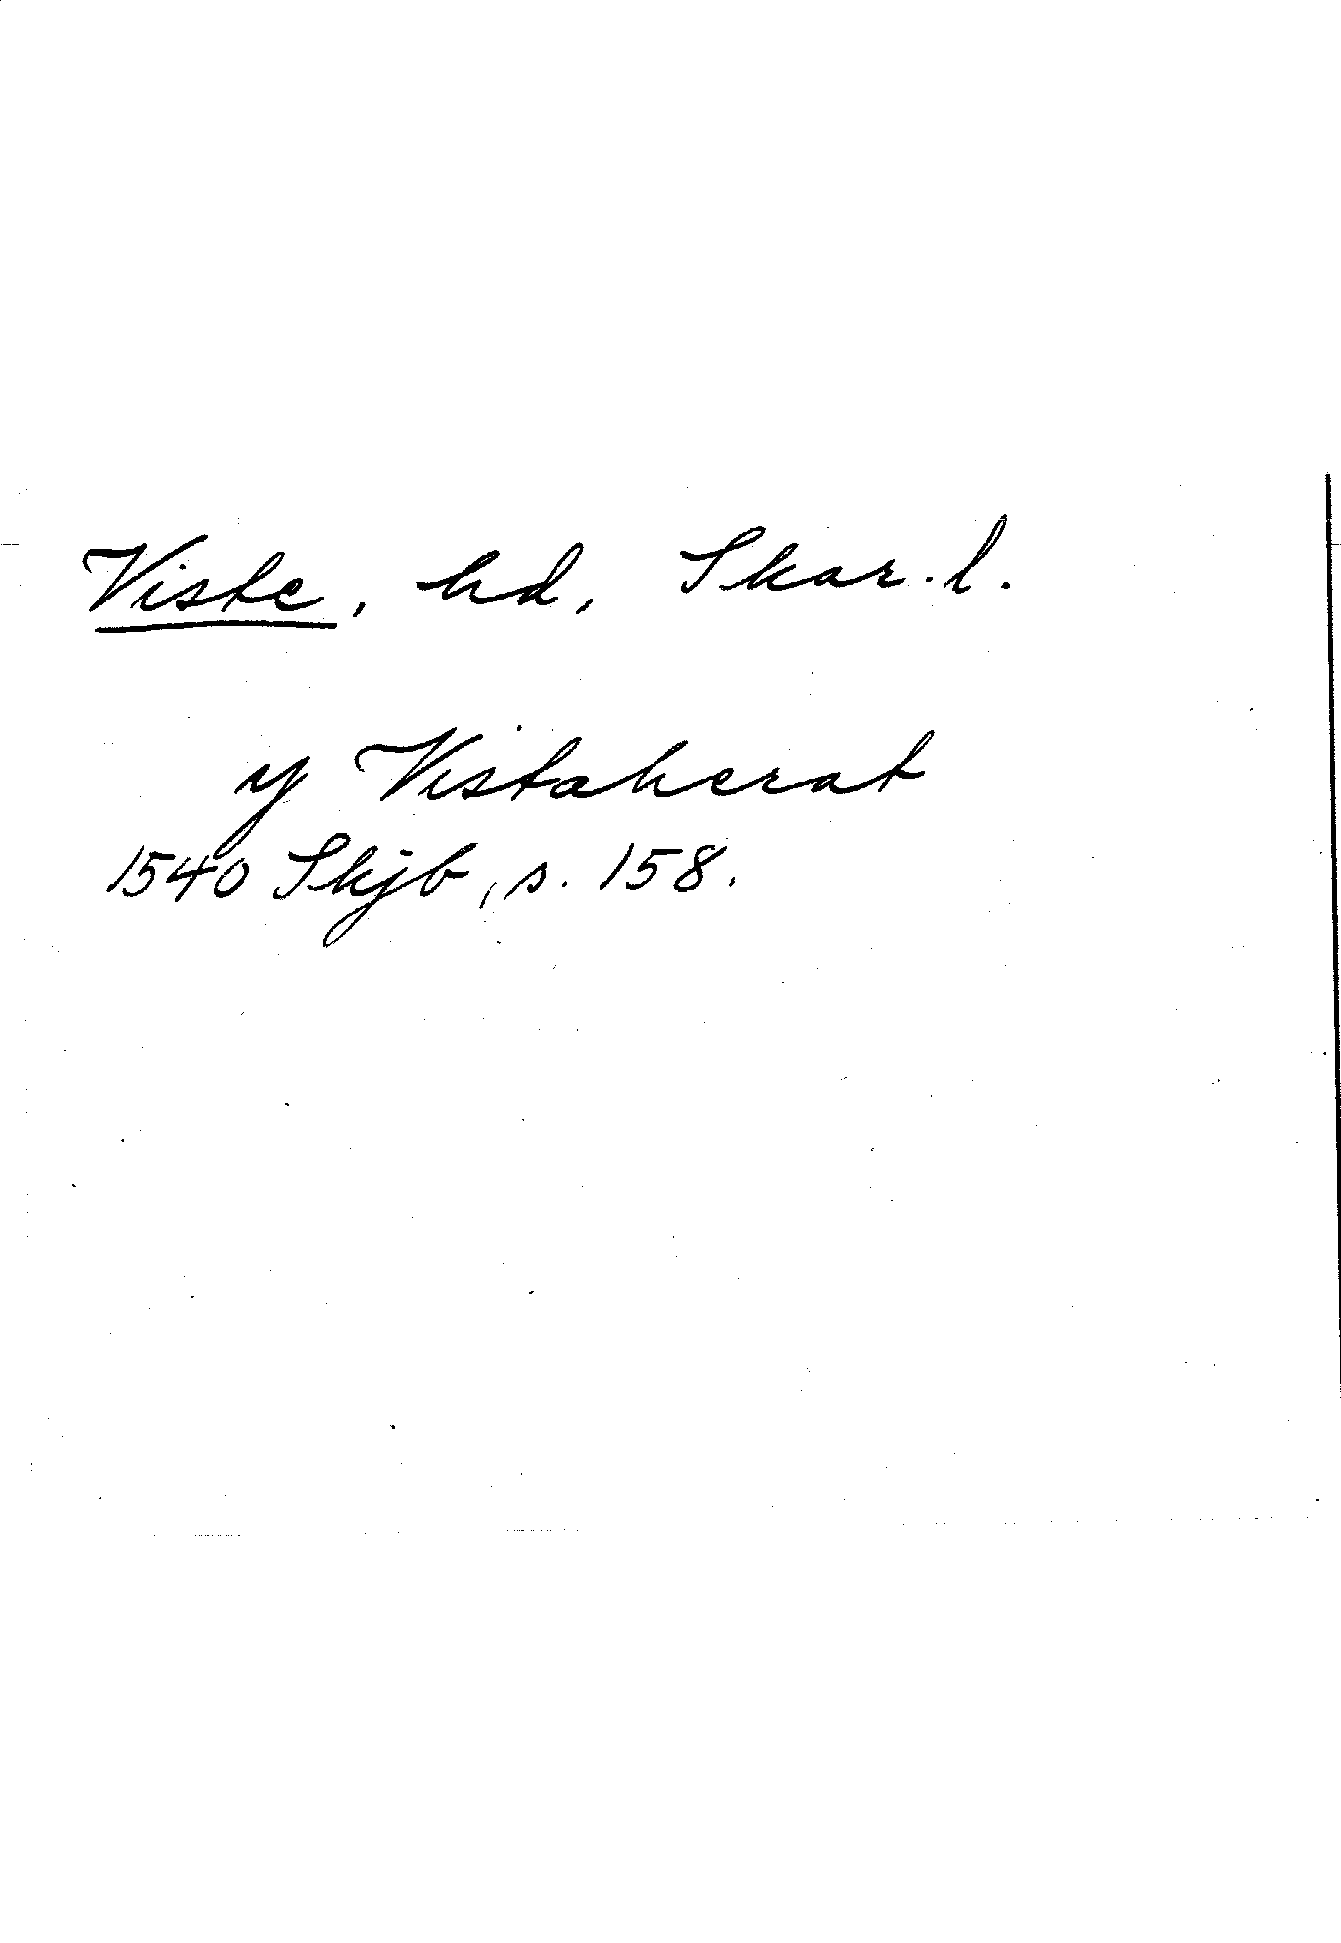 Viste, hd, Skar.l.
y Vistaherat
1540 Skjb, s. 158.